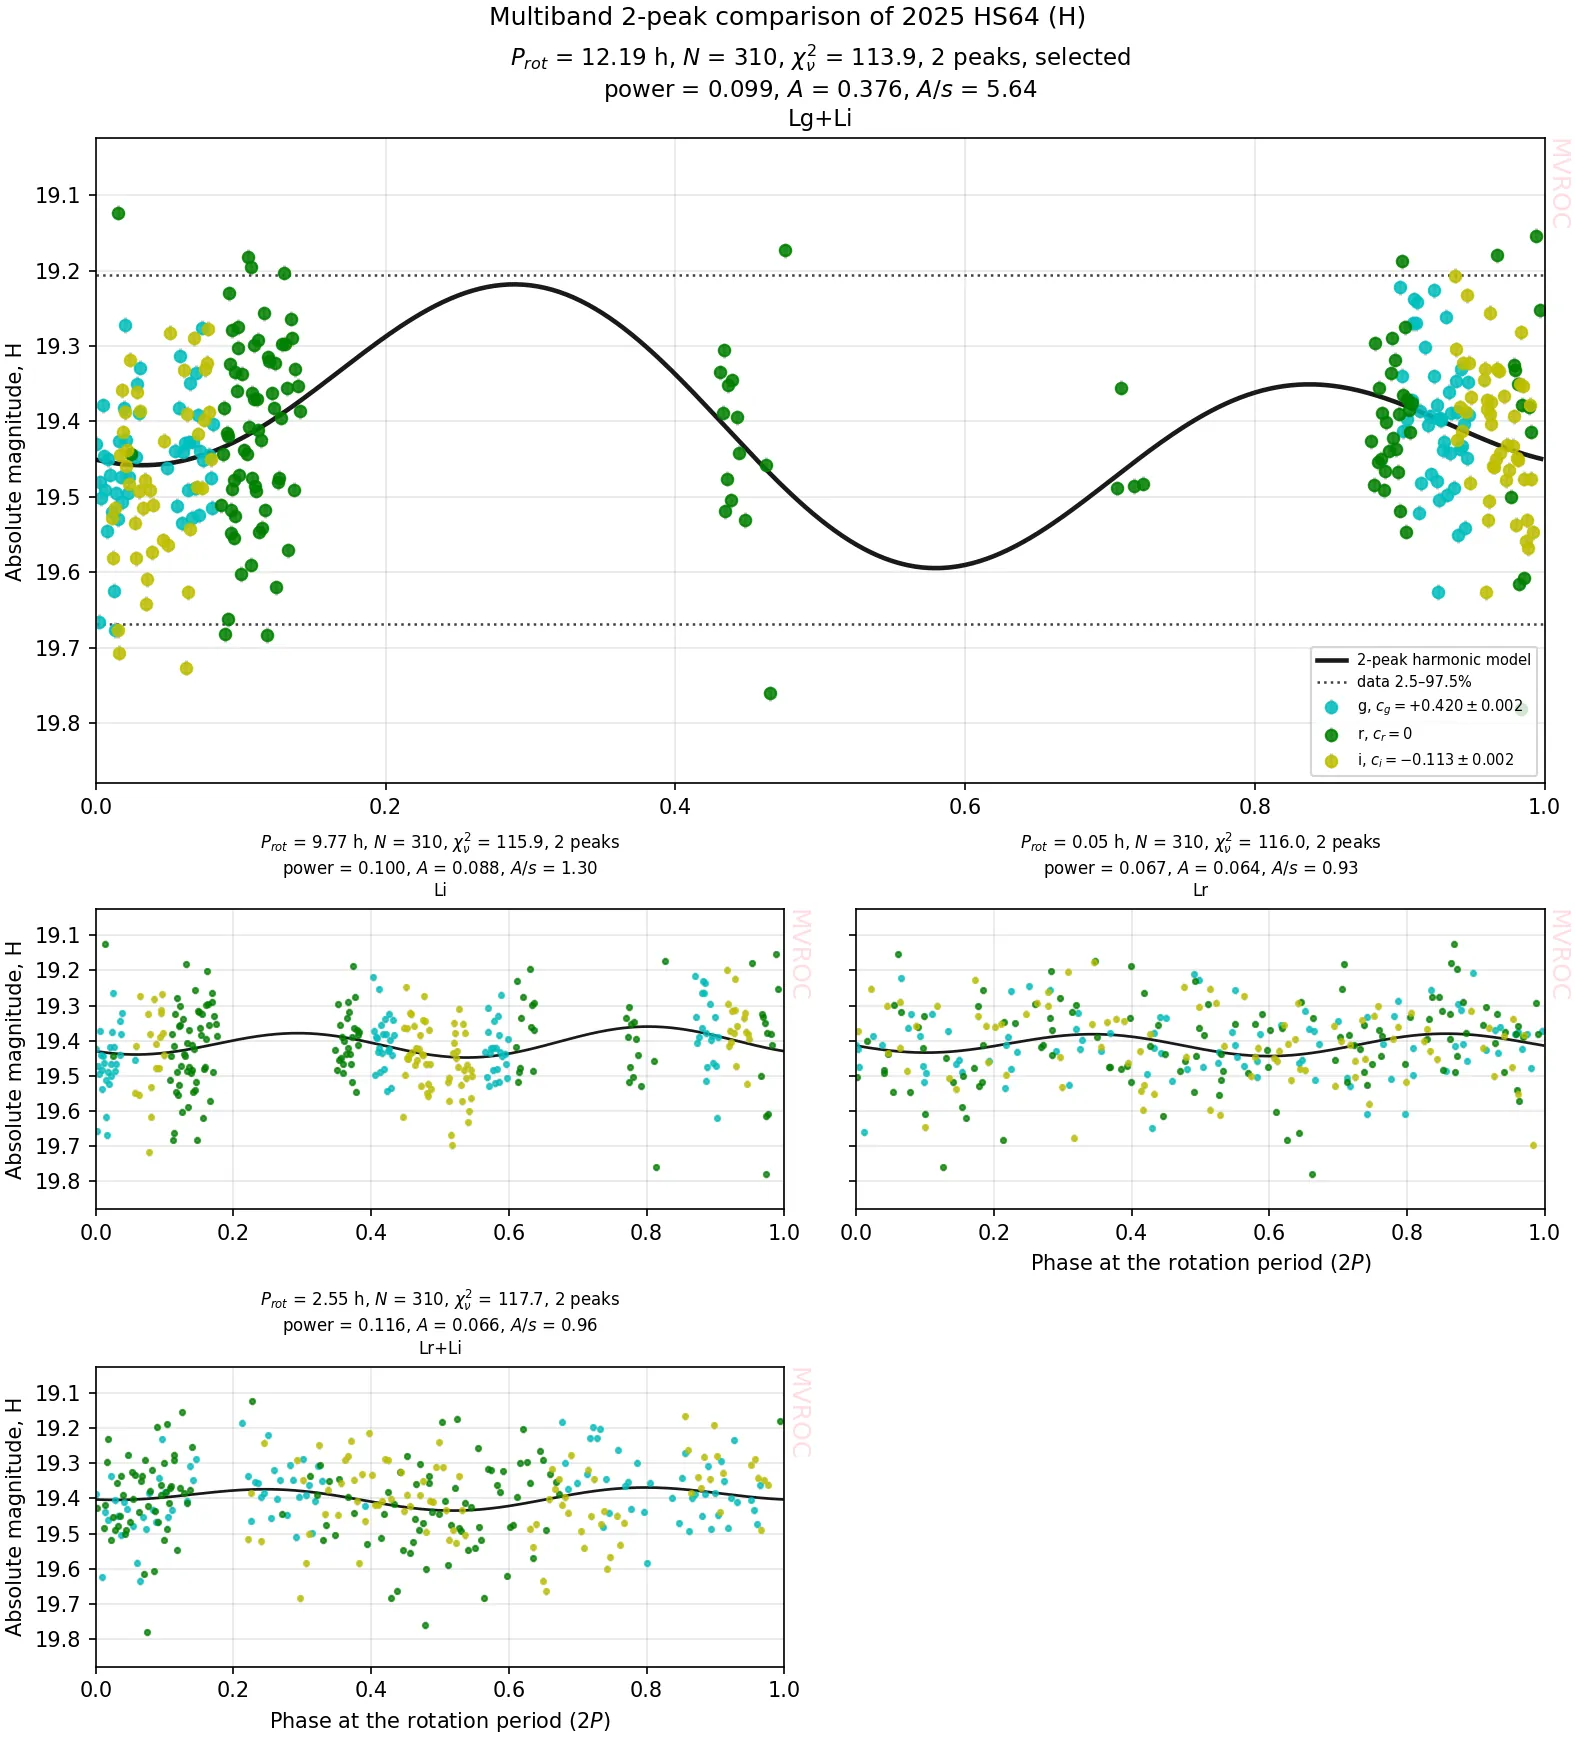 Multiband 2-peak comparison of 2025 HS64 (H)
P_rot = 12.19 h, N = 310, χ²_ν = 113.9, 2 peaks, selected
power = 0.099, A = 0.376, A/s = 5.64
Lg+Li
MVROC
Absolute magnitude, H
19.1
19.2
19.3
19.4
19.5
19.6
19.7
19.8
2-peak harmonic model
data 2.5–97.5%
g, c_g = +0.420 ± 0.002
r, c_r = 0
i, c_i = −0.113 ± 0.002
0.0 0.2 0.4 0.6 0.8 1.0
P_rot = 9.77 h, N = 310, χ²_ν = 115.9, 2 peaks
power = 0.100, A = 0.088, A/s = 1.30
Li
MVROC
Absolute magnitude, H
19.1
19.2
19.3
19.4
19.5
19.6
19.7
19.8
0.0 0.2 0.4 0.6 0.8 1.0
P_rot = 0.05 h, N = 310, χ²_ν = 116.0, 2 peaks
power = 0.067, A = 0.064, A/s = 0.93
Lr
MVROC
0.0 0.2 0.4 0.6 0.8 1.0
Phase at the rotation period (2P)
P_rot = 2.55 h, N = 310, χ²_ν = 117.7, 2 peaks
power = 0.116, A = 0.066, A/s = 0.96
Lr+Li
MVROC
Absolute magnitude, H
19.1
19.2
19.3
19.4
19.5
19.6
19.7
19.8
0.0 0.2 0.4 0.6 0.8 1.0
Phase at the rotation period (2P)